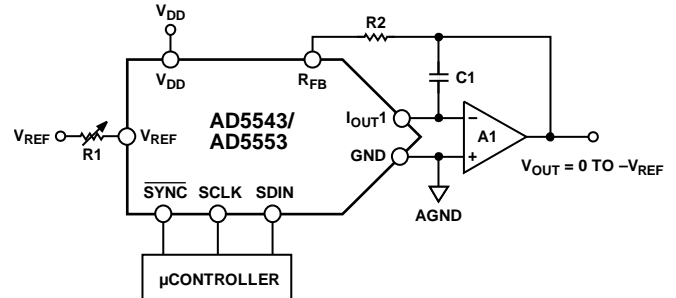 VDD
R2
VDD
RFB
C1
VREF
R1
VREF
AD5543/
AD5553
IOUT1
GND
A1
VOUT = 0 TO –VREF
AGND
SYNC
SCLK
SDIN
µCONTROLLER